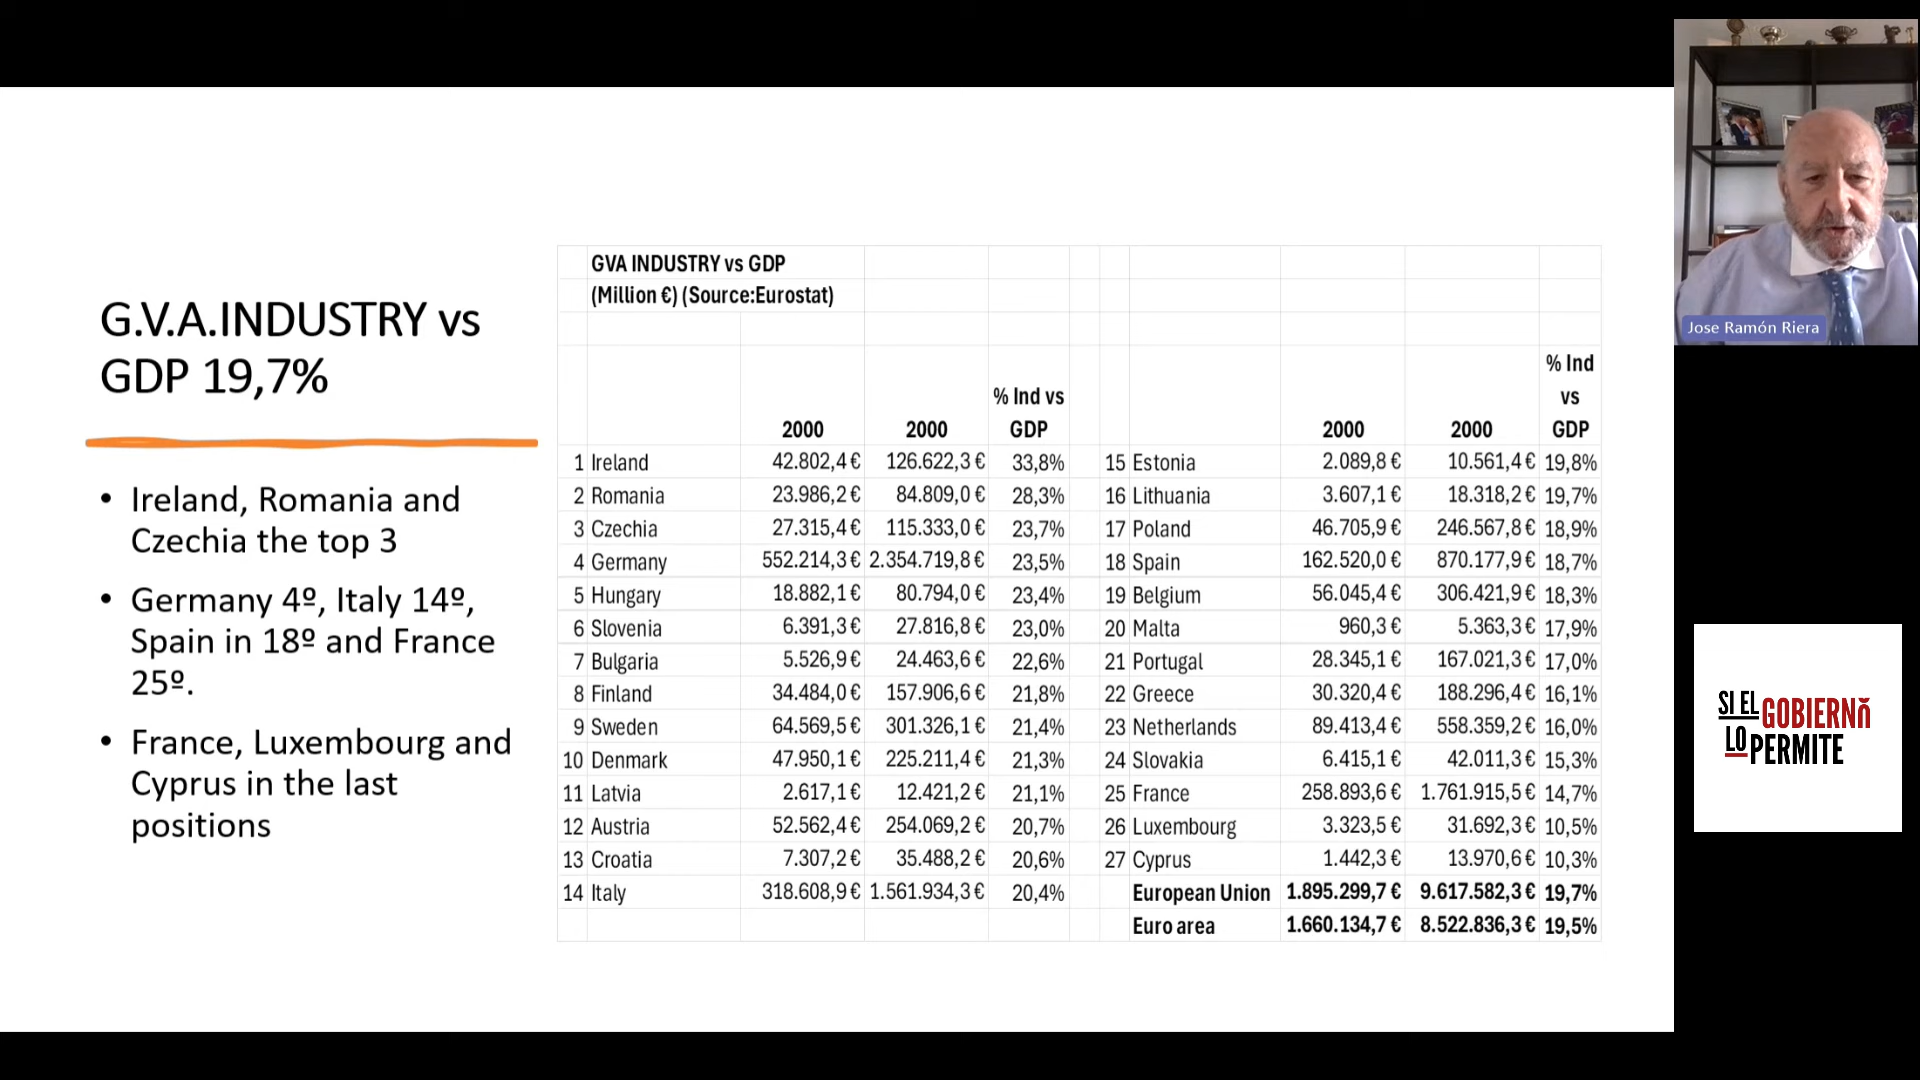 G.V.A.INDUSTRY vs
GDP 19,7%
• Ireland, Romania and
Czechia the top 3
• Germany 4º, Italy 14º,
Spain in 18º and France
25º.
• France, Luxembourg and
Cyprus in the last
positions
GVA INDUSTRY vs GDP
(Million €) (Source:Eurostat)
2000 2000 % Ind vs GDP
1 Ireland 42.802,4 € 126.622,3 € 33,8%
2 Romania 23.986,2 € 84.809,0 € 28,3%
3 Czechia 27.315,4 € 115.333,0 € 23,7%
4 Germany 552.214,3 € 2.354.719,8 € 23,5%
5 Hungary 18.882,1 € 80.794,0 € 23,4%
6 Slovenia 6.391,3 € 27.816,8 € 23,0%
7 Bulgaria 5.526,9 € 24.463,6 € 22,6%
8 Finland 34.484,0 € 157.906,6 € 21,8%
9 Sweden 64.569,5 € 301.326,1 € 21,4%
10 Denmark 47.950,1 € 225.211,4 € 21,3%
11 Latvia 2.617,1 € 12.421,2 € 21,1%
12 Austria 52.562,4 € 254.069,2 € 20,7%
13 Croatia 7.307,2 € 35.488,2 € 20,6%
14 Italy 318.608,9 € 1.561.934,3 € 20,4%
2000 2000 % Ind vs GDP
15 Estonia 2.089,8 € 10.561,4 € 19,8%
16 Lithuania 3.607,1 € 18.318,2 € 19,7%
17 Poland 46.705,9 € 246.567,8 € 18,9%
18 Spain 162.520,0 € 870.177,9 € 18,7%
19 Belgium 56.045,4 € 306.421,9 € 18,3%
20 Malta 960,3 € 5.363,3 € 17,9%
21 Portugal 28.345,1 € 167.021,3 € 17,0%
22 Greece 30.320,4 € 188.296,4 € 16,1%
23 Netherlands 89.413,4 € 558.359,2 € 16,0%
24 Slovakia 6.415,1 € 42.011,3 € 15,3%
25 France 258.893,6 € 1.761.915,5 € 14,7%
26 Luxembourg 3.323,5 € 31.692,3 € 10,5%
27 Cyprus 1.442,3 € 13.970,6 € 10,3%
European Union 1.895.299,7 € 9.617.582,3 € 19,7%
Euro area 1.660.134,7 € 8.522.836,3 € 19,5%
Jose Ramón Riera
SI EL GOBIERNO
LO PERMITE